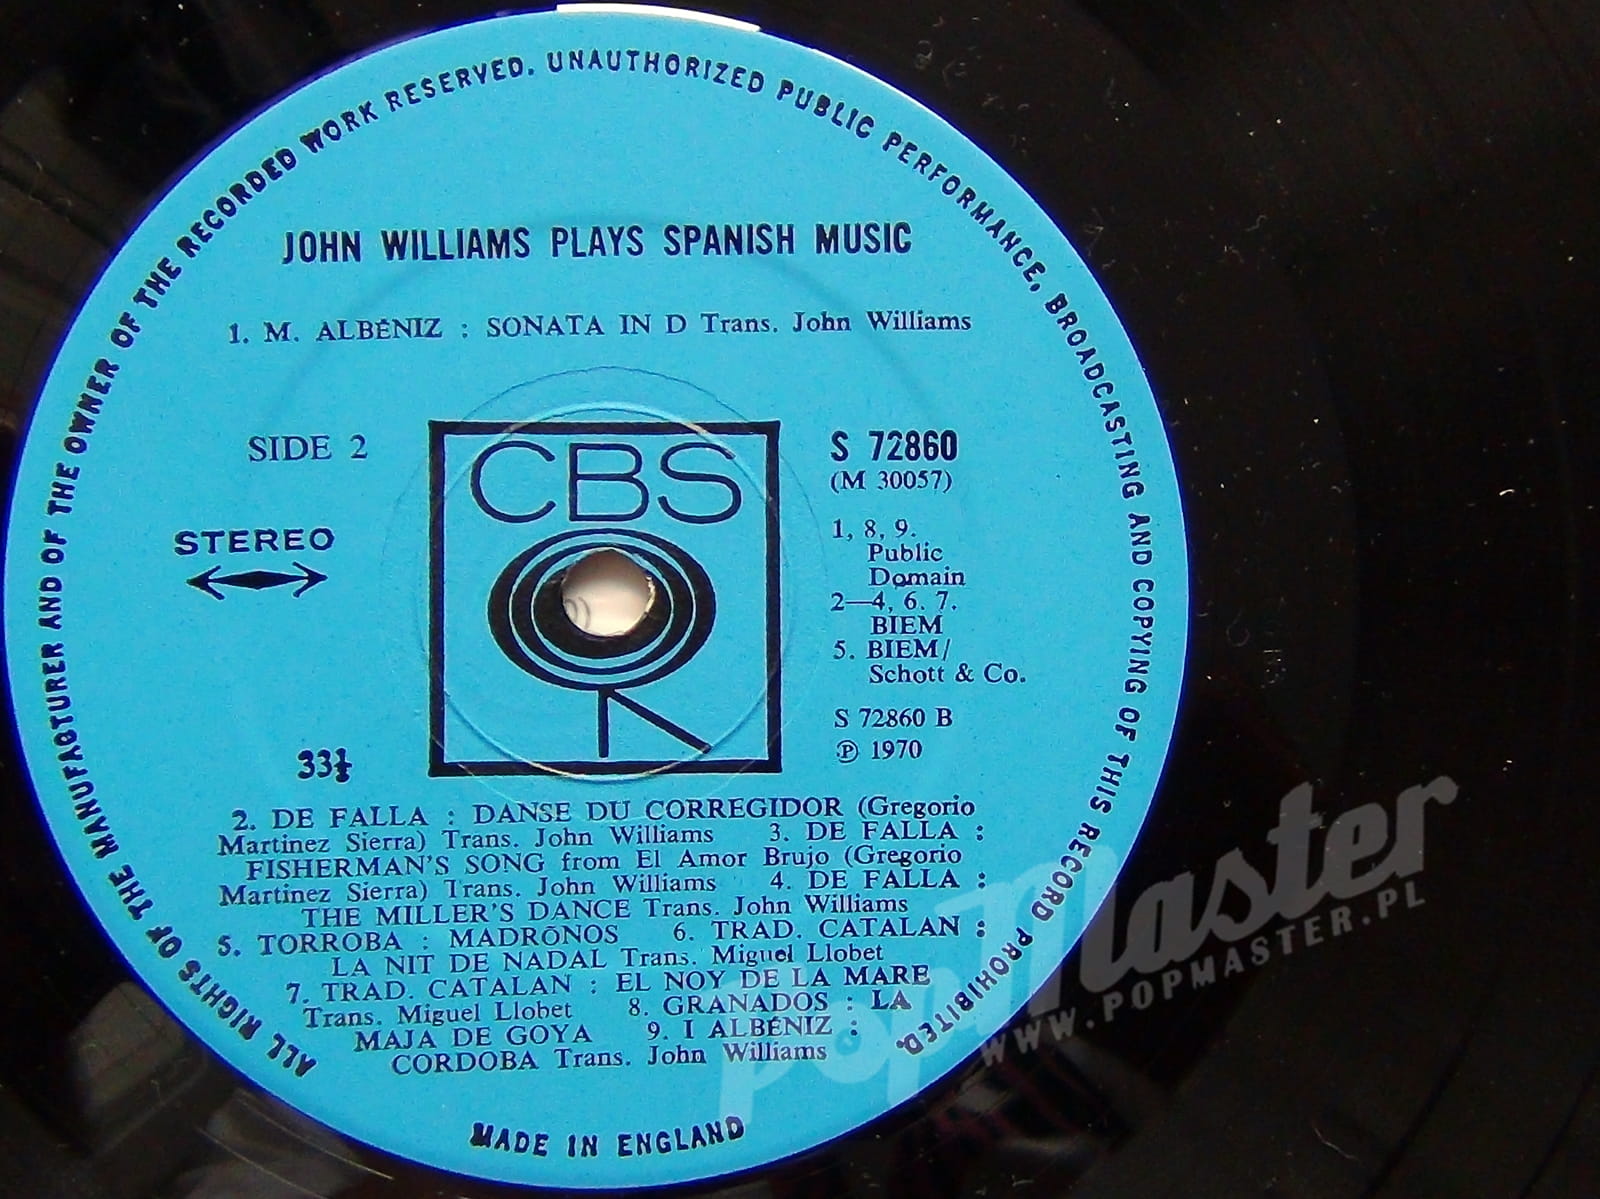 ALL RIGHTS OF THE MANUFACTURER AND OF THE OWNER OF THE RECORDED WORK RESERVED. UNAUTHORIZED PUBLIC PERFORMANCE, BROADCASTING AND COPYING OF THIS RECORD PROHIBITED.
JOHN WILLIAMS PLAYS SPANISH MUSIC
1. M. ALBÉNIZ : SONATA IN D Trans. John Williams
SIDE 2
STEREO
33⅓
CBS
S 72860
(M 30057)
1, 8, 9.
Public
Domain
2—4, 6. 7.
BIEM
5. BIEM/
Schott & Co.
S 72860 B
℗ 1970
2. DE FALLA : DANSE DU CORREGIDOR (Gregorio
Martinez Sierra) Trans. John Williams 3. DE FALLA :
FISHERMAN'S SONG from El Amor Brujo (Gregorio
Martinez Sierra) Trans. John Williams 4. DE FALLA :
THE MILLER'S DANCE Trans. John Williams
5. TORROBA : MADRŌNOS 6. TRAD. CATALAN :
LA NIT DE NADAL Trans. Miguel Llobet
7. TRAD. CATALAN : EL NOY DE LA MARE
Trans. Miguel Llobet 8. GRANADOS : LA
MAJA DE GOYA 9. I ALBÉNIZ :
CORDOBA Trans. John Williams
MADE IN ENGLAND
popMaster
WWW.POPMASTER.PL